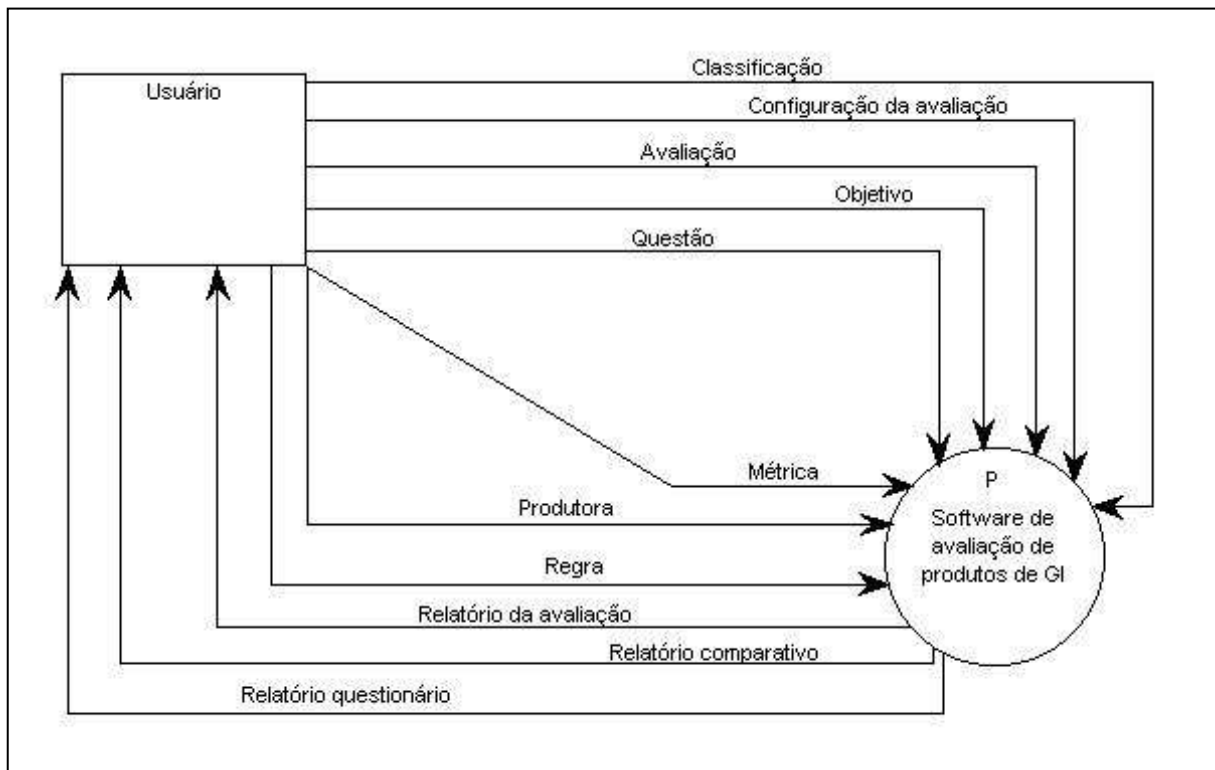 Classificação
Usuário
Configuração da avaliação
Avaliação
Objetivo
Questão
Métrica
P
Produtora
Software de
avaliação de
produtos de GI
Regra
Relatório da avaliação
Relatório comparativo
Relatório questionário